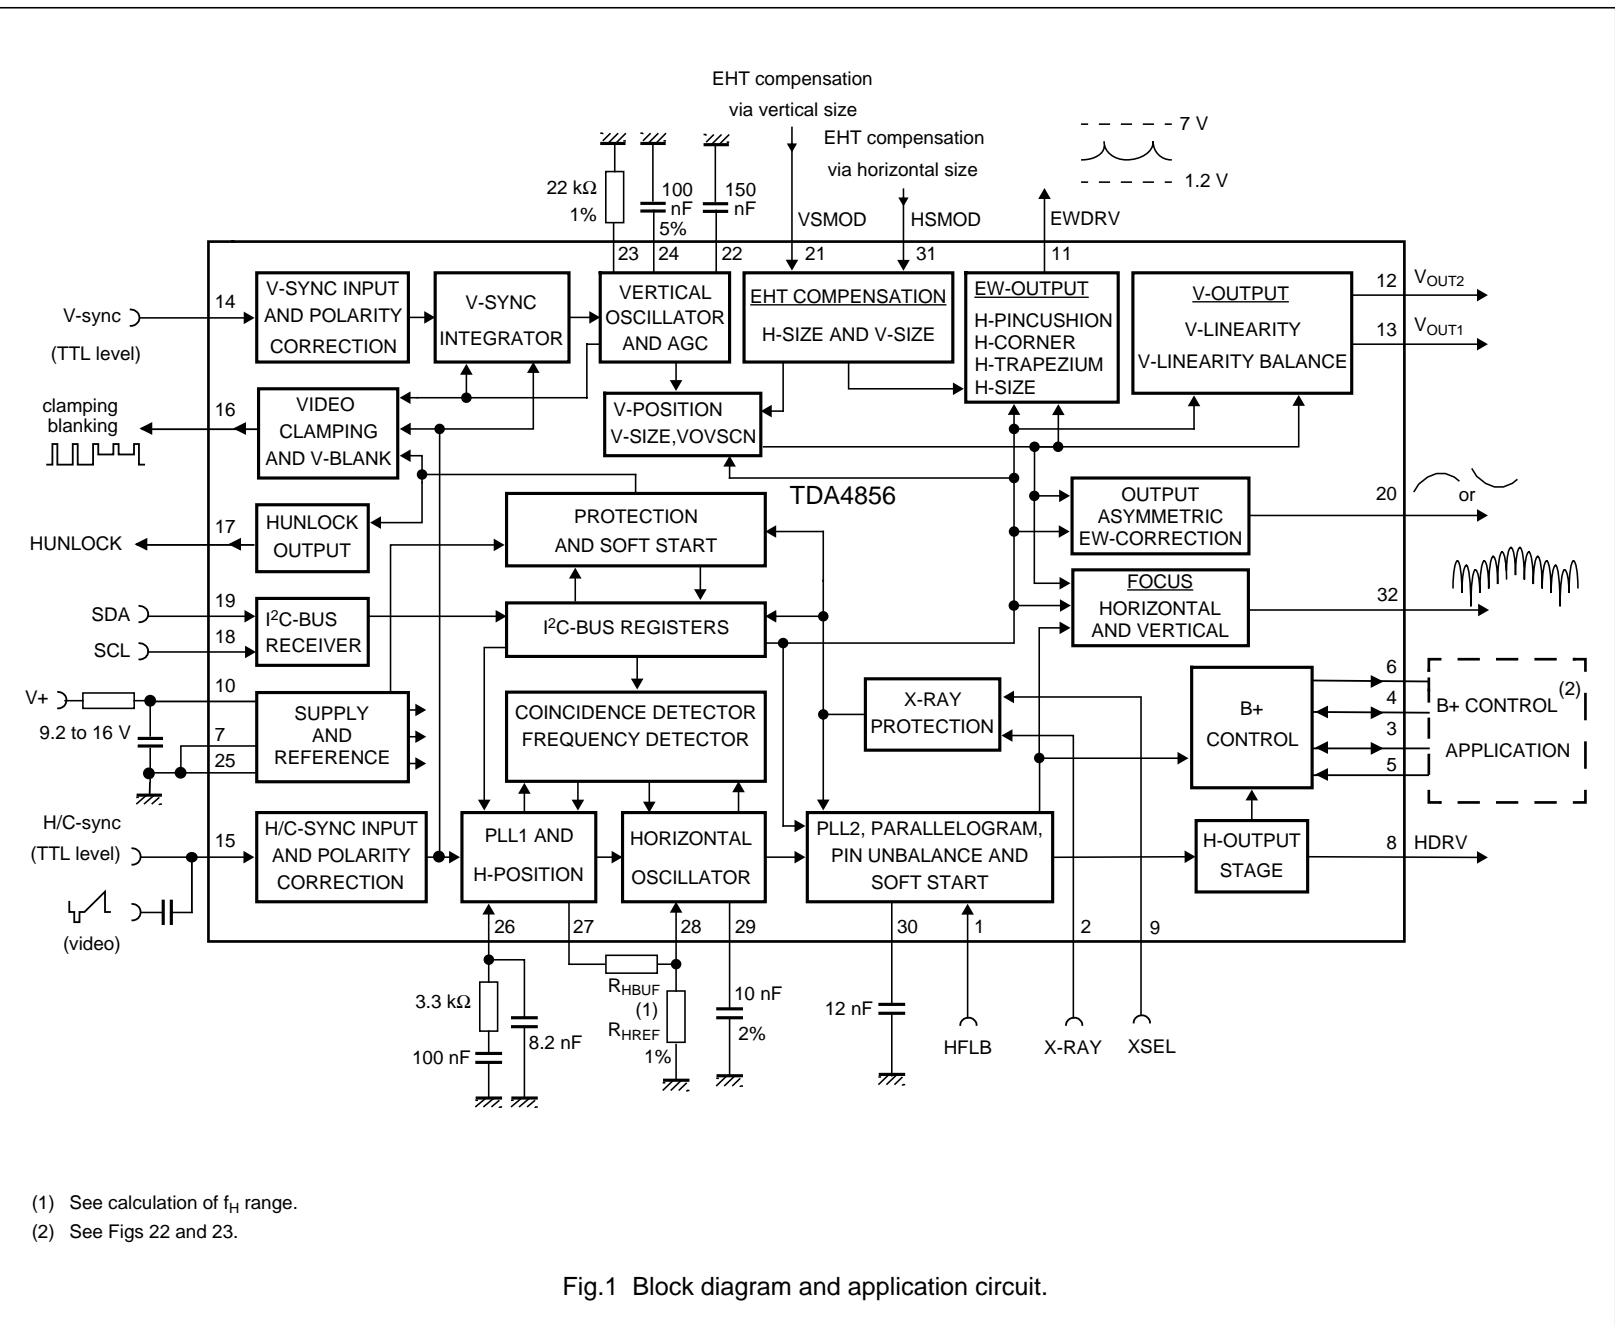 EHT compensation
via vertical size
EHT compensation
via horizontal size
7 V
1.2 V
22 kΩ
1%
100
nF
5%
150
nF
VSMOD
HSMOD
EWDRV
23
24
22
21
31
11
V-sync
(TTL level)
14
V-SYNC INPUT
AND POLARITY
CORRECTION
V-SYNC
INTEGRATOR
VERTICAL
OSCILLATOR
AND AGC
EHT COMPENSATION
H-SIZE AND V-SIZE
EW-OUTPUT
H-PINCUSHION
H-CORNER
H-TRAPEZIUM
H-SIZE
V-OUTPUT
V-LINEARITY
V-LINEARITY BALANCE
12
VOUT2
13
VOUT1
clamping
blanking
16
VIDEO
CLAMPING
AND V-BLANK
V-POSITION
V-SIZE,VOVSCN
TDA4856
HUNLOCK
17
HUNLOCK
OUTPUT
PROTECTION
AND SOFT START
OUTPUT
ASYMMETRIC
EW-CORRECTION
20
or
SDA
19
SCL
18
I2C-BUS
RECEIVER
I2C-BUS REGISTERS
FOCUS
HORIZONTAL
AND VERTICAL
32
V+
9.2 to 16 V
10
7
25
SUPPLY
AND
REFERENCE
COINCIDENCE DETECTOR
FREQUENCY DETECTOR
X-RAY
PROTECTION
B+
CONTROL
6
4
3
5
B+ CONTROL (2)
APPLICATION
H/C-sync
(TTL level)
(video)
15
H/C-SYNC INPUT
AND POLARITY
CORRECTION
PLL1 AND
H-POSITION
HORIZONTAL
OSCILLATOR
PLL2, PARALLELOGRAM,
PIN UNBALANCE AND
SOFT START
H-OUTPUT
STAGE
8
HDRV
26
27
28
29
30
1
2
9
3.3 kΩ
100 nF
8.2 nF
RHBUF
(1)
RHREF
1%
10 nF
2%
12 nF
HFLB
X-RAY
XSEL
(1) See calculation of fH range.
(2) See Figs 22 and 23.
Fig.1 Block diagram and application circuit.